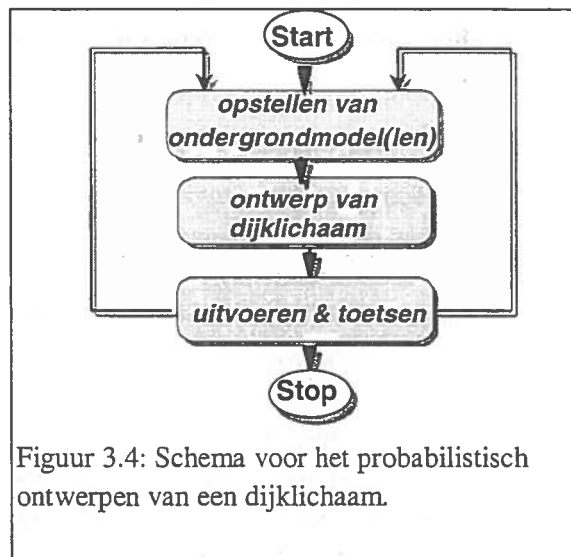 Start
opstellen van
ondergrondmodel(len)
ontwerp van
dijklichaam
uitvoeren & toetsen
Stop
Figuur 3.4: Schema voor het probabilistisch
ontwerpen van een dijklichaam.